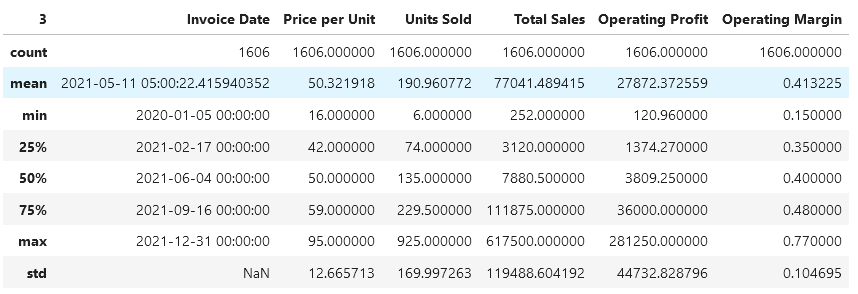 3 Invoice Date Price per Unit Units Sold Total Sales Operating Profit Operating Margin
count 1606 1606.000000 1606.000000 1606.000000 1606.000000 1606.000000
mean 2021-05-11 05:00:22.415940352 50.321918 190.960772 77041.489415 27872.372559 0.413225
min 2020-01-05 00:00:00 16.000000 6.000000 252.000000 120.960000 0.150000
25% 2021-02-17 00:00:00 42.000000 74.000000 3120.000000 1374.270000 0.350000
50% 2021-06-04 00:00:00 50.000000 135.000000 7880.500000 3809.250000 0.400000
75% 2021-09-16 00:00:00 59.000000 229.500000 111875.000000 36000.000000 0.480000
max 2021-12-31 00:00:00 95.000000 925.000000 617500.000000 281250.000000 0.770000
std NaN 12.665713 169.997263 119488.604192 44732.828796 0.104695